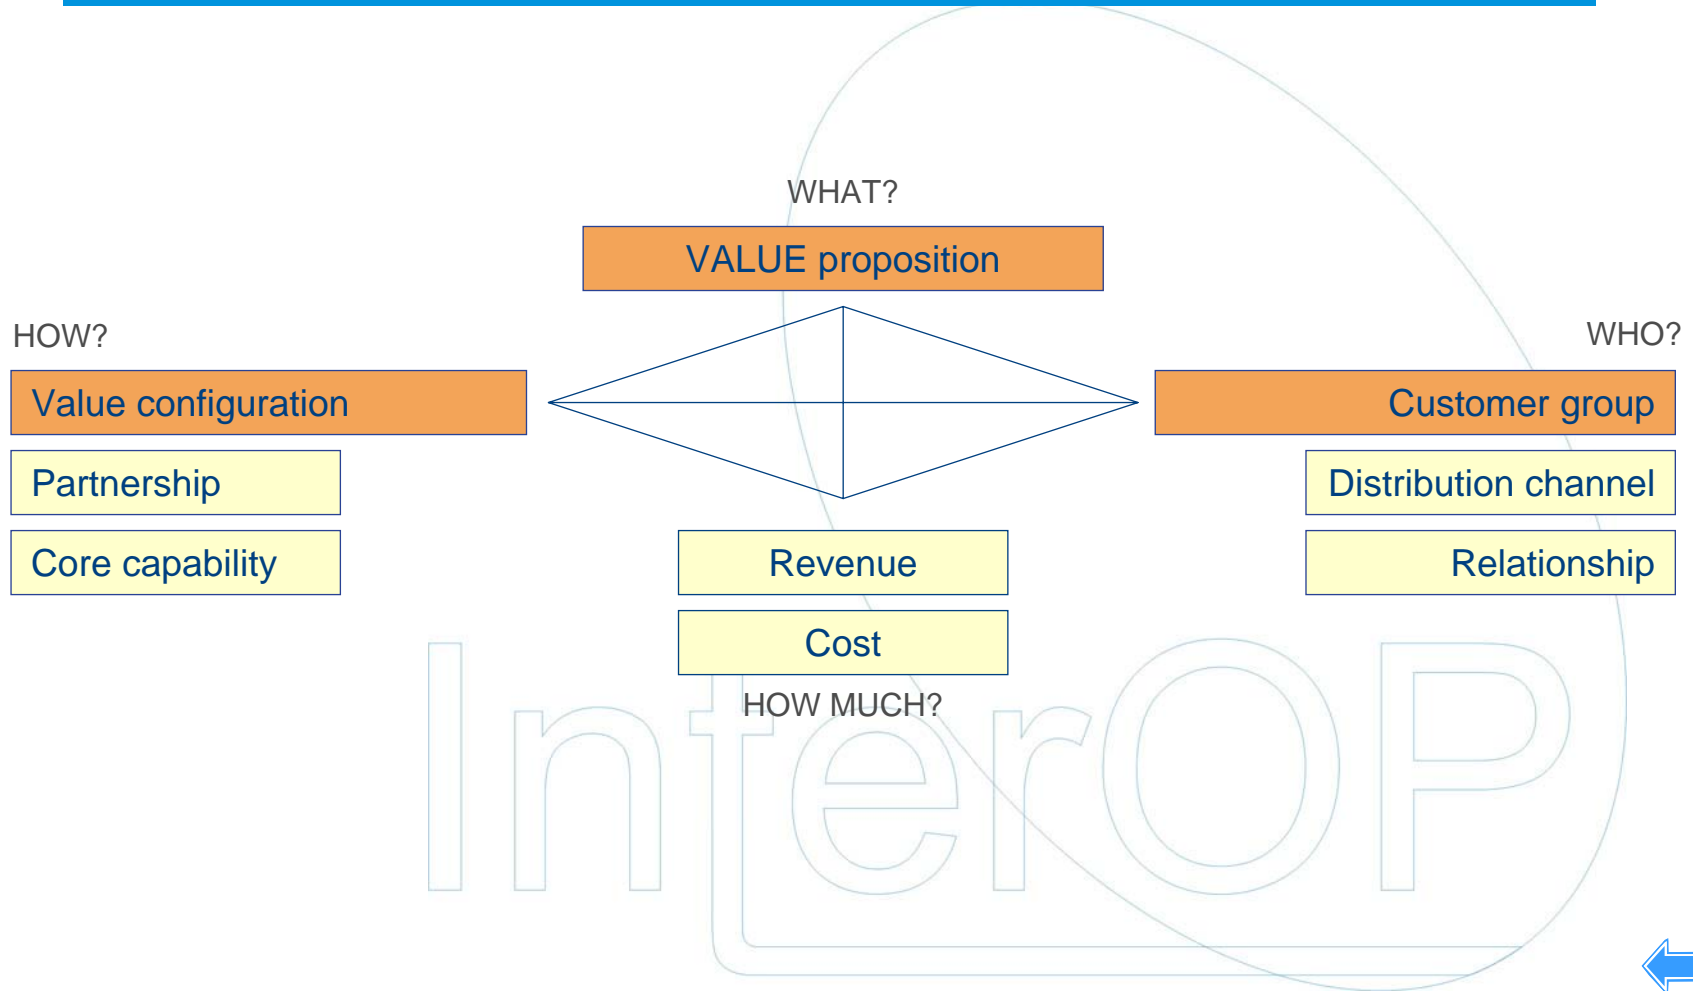 WHAT?
VALUE proposition
HOW?
WHO?
Value configuration
Customer group
Partnership
Distribution channel
Core capability
Revenue
Relationship
Cost
HOW MUCH?
InterOP